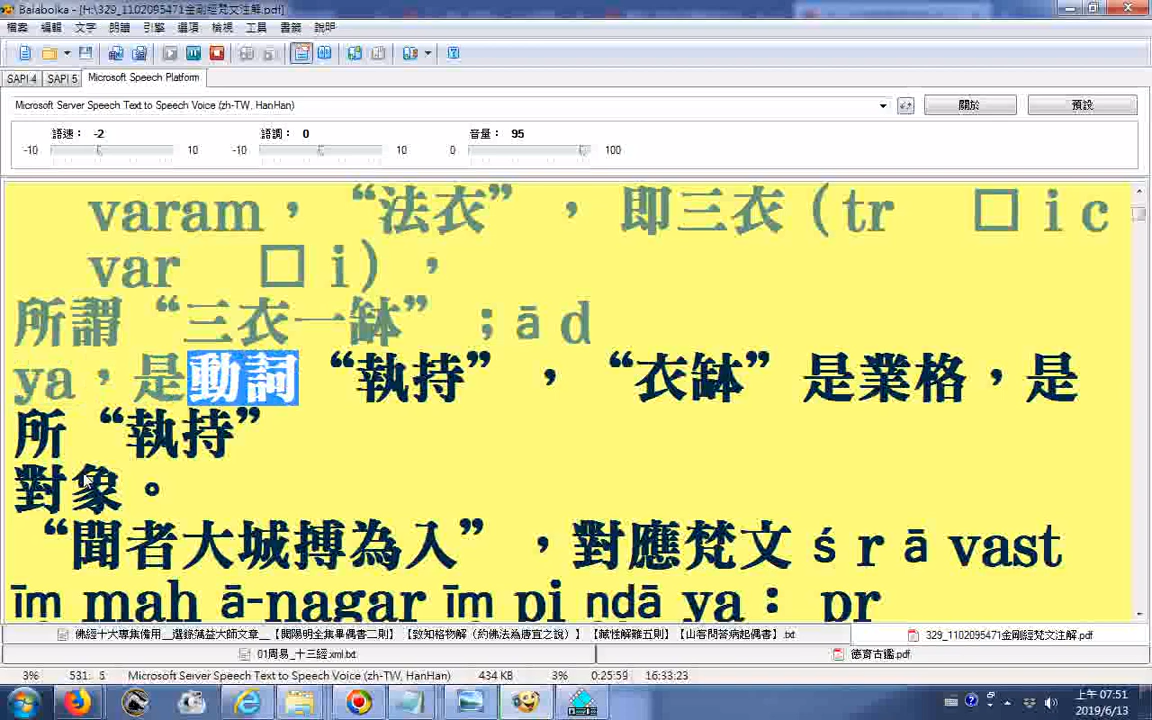 Balabolka - [H:\329_1102095471金剛經梵文注解.pdf]
檔案 編輯 文字 朗讀 引擎 選項 檢視 工具 書籤 說明
SAPI 4 SAPI 5 Microsoft Speech Platform
Microsoft Server Speech Text to Speech Voice (zh-TW, HanHan) 關於 預設
語速： -2 語調： 0 音量： 95
-10 10 -10 10 0 100
varam，“法衣”，即三衣（tr □ i c
var □ i），
所謂“三衣一缽”；ā d
ya，是動詞“執持”，“衣缽”是業格，是
所“執持”
對象。
“聞者大城搏為入”，對應梵文 ś r ā vast
īm mah ā-nagar īm pi ndā ya： pr
佛經十大專集備用__選錄蕅益大師文章__【閱陽明全集畢偶書二則】【致知格物解（約佛法為唐宜之說）】【藏性解難五則】【山客問答病起偶書】.txt 329_1102095471金剛經梵文注解.pdf
01周易_十三經.xml.txt 德育古鑑.pdf
3% 531: 5 Microsoft Server Speech Text to Speech Voice (zh-TW, HanHan) 434 KB 3% 0:25:59 16:33:23
上午 07:51
2019/6/13